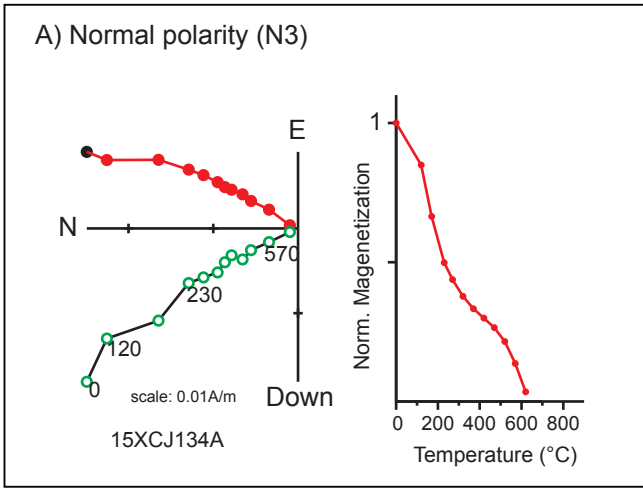 A) Normal polarity (N3)
E
N
570
230
120
0
scale: 0.01A/m
Down
15XCJ134A
1
Norm. Magenetization
0 200 400 600 800
Temperature (°C)